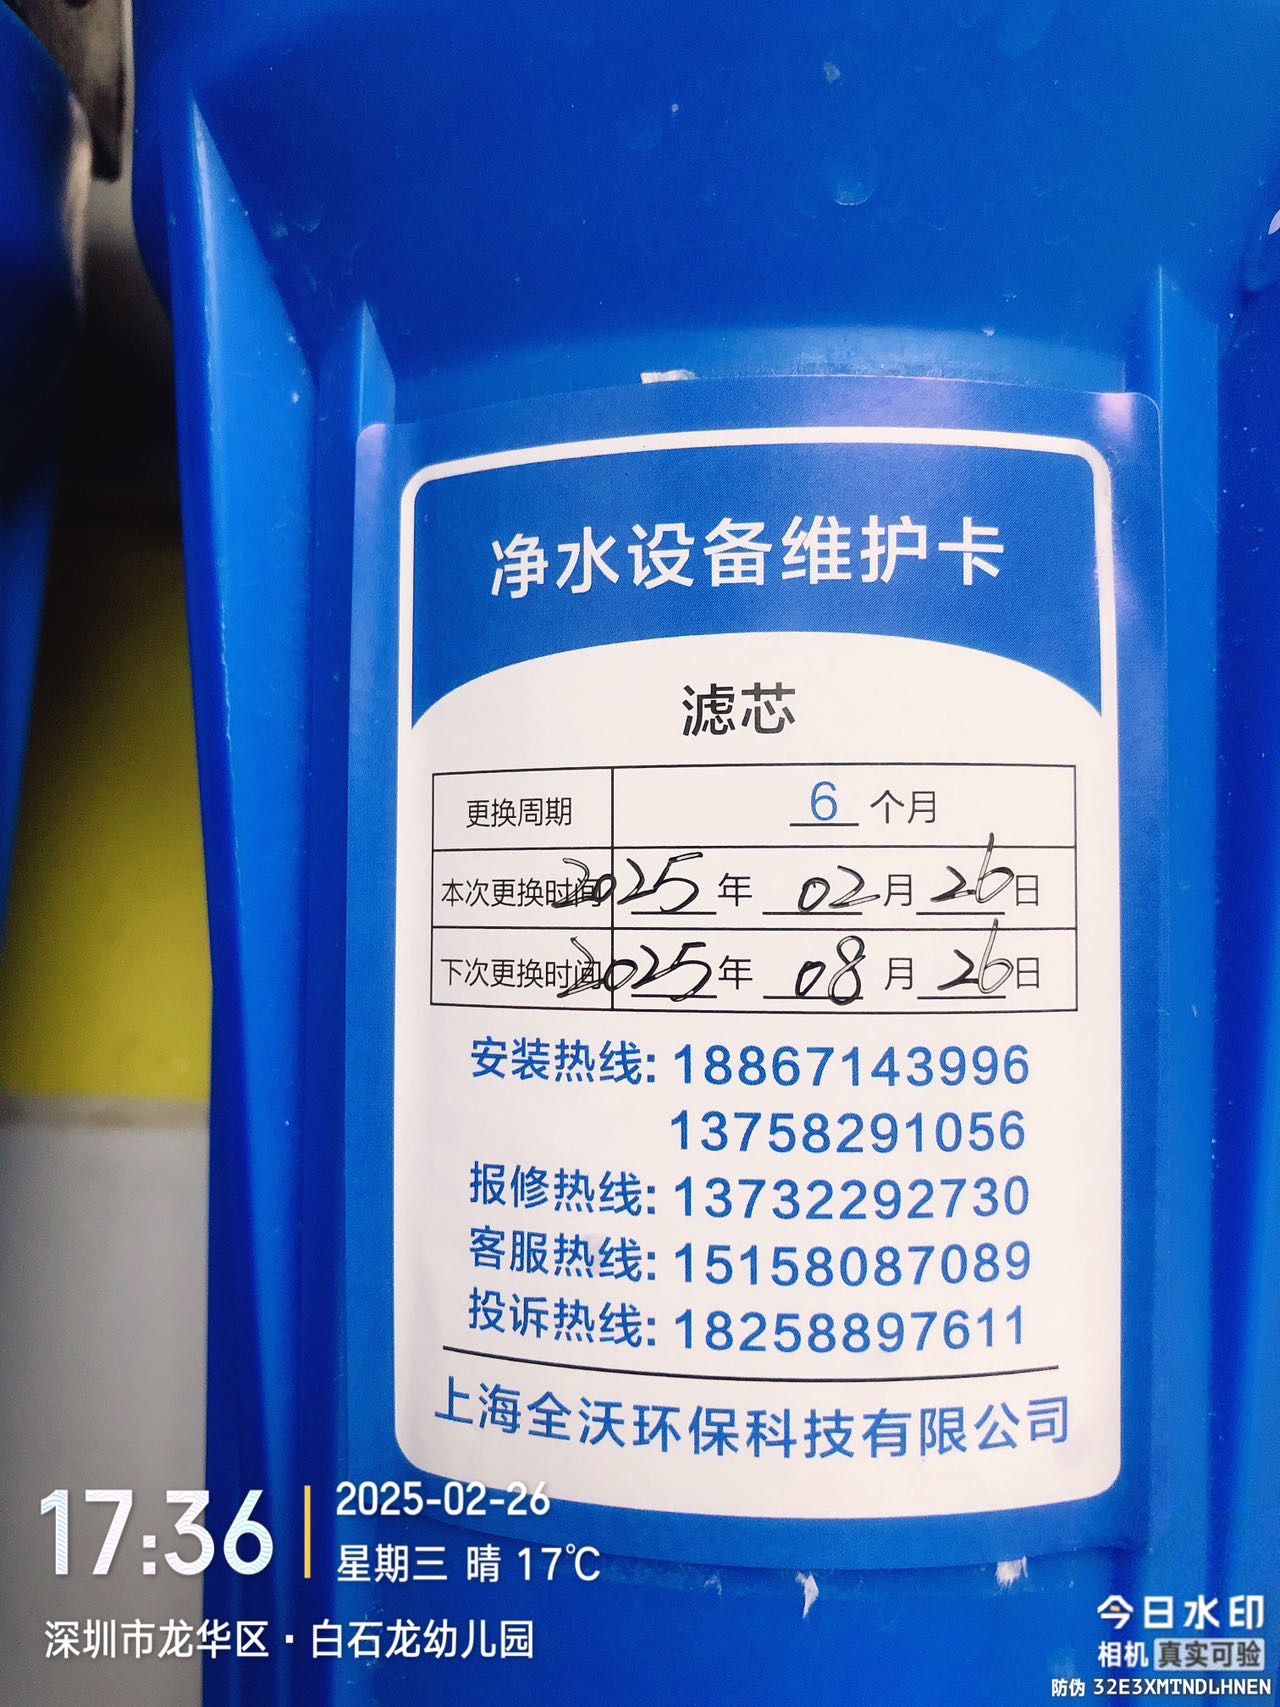 净水设备维护卡
滤芯
更换周期 6 个月
本次更换时间 2025 年 02 月 26 日
下次更换时间 2025 年 08 月 26 日
安装热线: 18867143996
13758291056
报修热线: 13732292730
客服热线: 15158087089
投诉热线: 18258897611
上海全沃环保科技有限公司
17:36
2025-02-26
星期三 晴 17℃
深圳市龙华区·白石龙幼儿园
今日水印
相机 真实可验
防伪 32E3XMTNDLHNEN